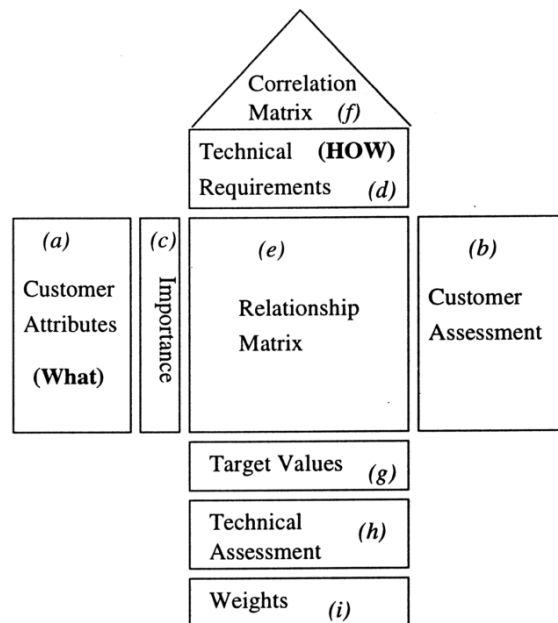 Correlation
Matrix (f)
Technical (HOW)
Requirements (d)
(a)
Customer
Attributes
(What)
(c)
Importance
(e)
Relationship
Matrix
(b)
Customer
Assessment
Target Values (g)
Technical
Assessment (h)
Weights (i)